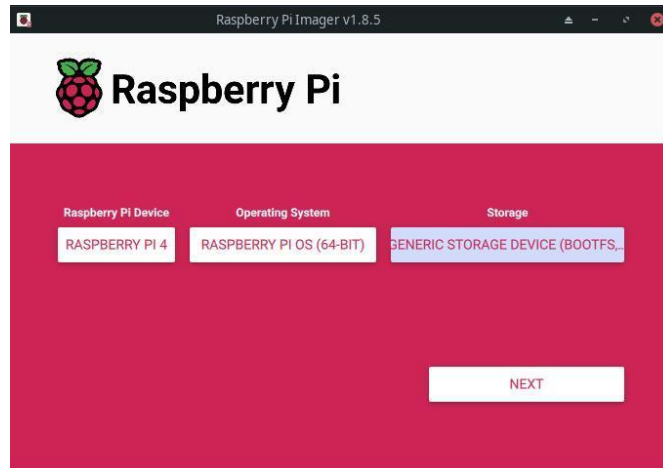 Raspberry Pi Imager v1.8.5
Raspberry Pi
Raspberry Pi Device Operating System Storage
RASPBERRY PI 4 RASPBERRY PI OS (64-BIT) GENERIC STORAGE DEVICE (BOOTFS,...
NEXT